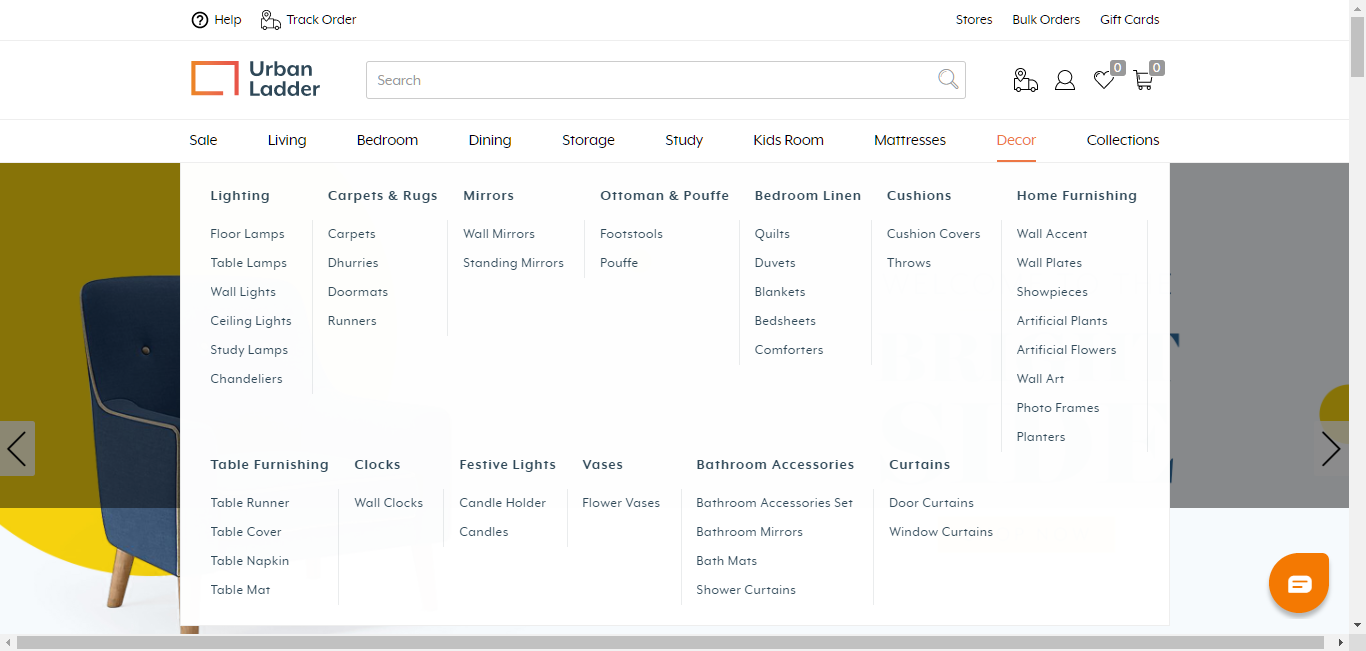 Help Track Order Stores Bulk Orders Gift Cards
Urban
Ladder
Search
0 0
Sale Living Bedroom Dining Storage Study Kids Room Mattresses Decor Collections
Lighting
Floor Lamps
Table Lamps
Wall Lights
Ceiling Lights
Study Lamps
Chandeliers
Carpets & Rugs
Carpets
Dhurries
Doormats
Runners
Mirrors
Wall Mirrors
Standing Mirrors
Ottoman & Pouffe
Footstools
Pouffe
Bedroom Linen
Quilts
Duvets
Blankets
Bedsheets
Comforters
Cushions
Cushion Covers
Throws
Home Furnishing
Wall Accent
Wall Plates
Showpieces
Artificial Plants
Artificial Flowers
Wall Art
Photo Frames
Planters
Table Furnishing
Table Runner
Table Cover
Table Napkin
Table Mat
Clocks
Wall Clocks
Festive Lights
Candle Holder
Candles
Vases
Flower Vases
Bathroom Accessories
Bathroom Accessories Set
Bathroom Mirrors
Bath Mats
Shower Curtains
Curtains
Door Curtains
Window Curtains